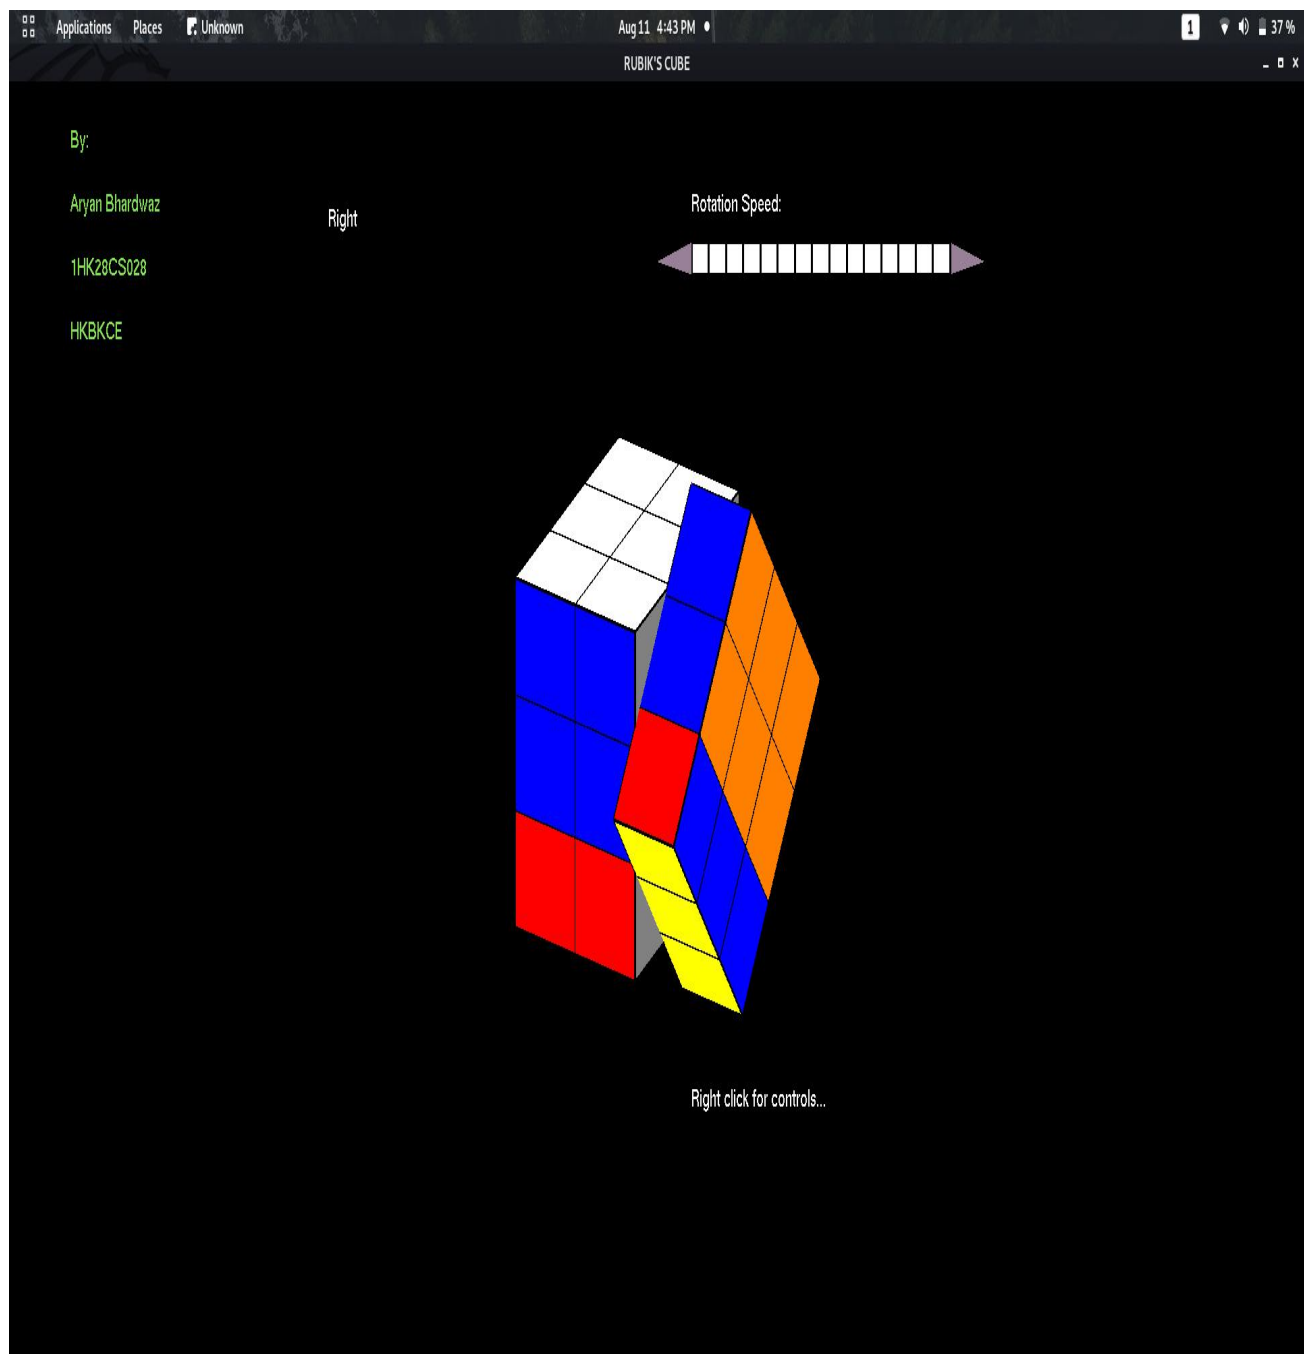 Applications Places Unknown Aug 11 4:43 PM 1 37 %
RUBIK'S CUBE
By:
Aryan Bhardwaz
Right
Rotation Speed:
1HK28CS028
HKBKCE
Right click for controls...